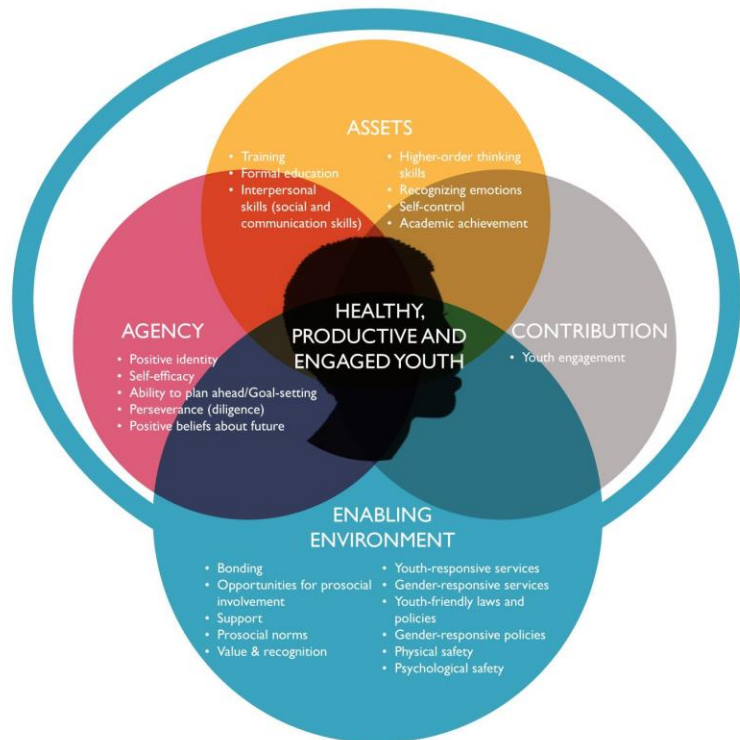 ASSETS
• Training
• Formal education
• Interpersonal
skills (social and
communication skills)
• Higher-order thinking
skills
• Recognizing emotions
• Self-control
• Academic achievement
AGENCY
• Positive identity
• Self-efficacy
• Ability to plan ahead/Goal-setting
• Perseverance (diligence)
• Positive beliefs about future
HEALTHY,
PRODUCTIVE AND
ENGAGED YOUTH
CONTRIBUTION
• Youth engagement
ENABLING
ENVIRONMENT
• Bonding
• Opportunities for prosocial
involvement
• Support
• Prosocial norms
• Value & recognition
• Youth-responsive services
• Gender-responsive services
• Youth-friendly laws and
policies
• Gender-responsive policies
• Physical safety
• Psychological safety